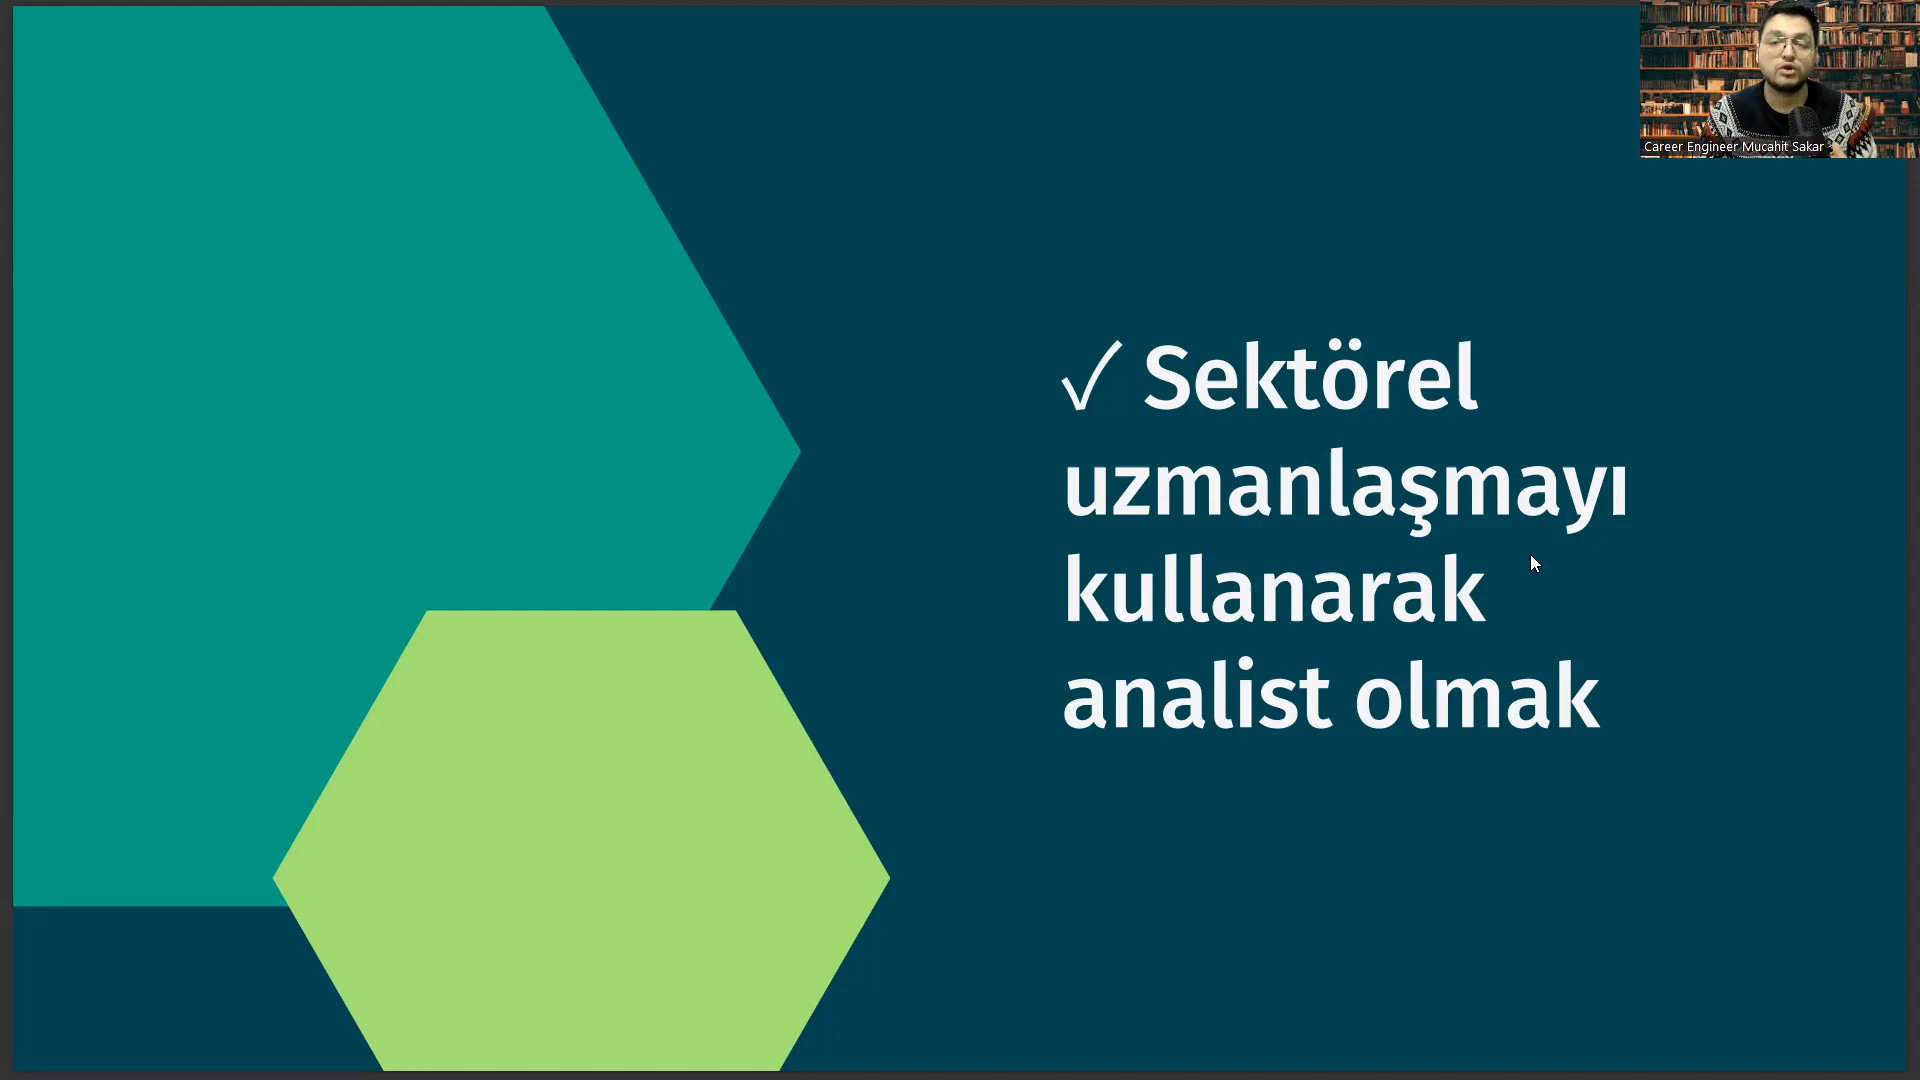 Career Engineer Mucahit Sakar
✓ Sektörel
uzmanlaşmayı
kullanarak
analist olmak